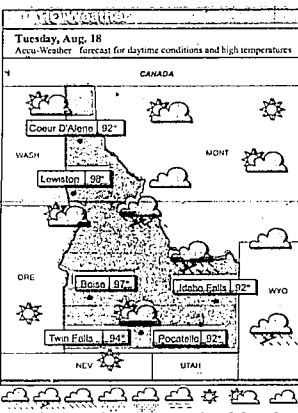 Weather
Tuesday, Aug. 18
Accu-Weather forecast for daytime conditions and high temperatures
CANADA
Coeur D'Alene 92°
WASH
MONT
Lewiston 98°
ORE
Boise 97°
Idaho Falls 92°
WYO
Twin Falls 94°
Pocatello 92°
NEV
UTAH